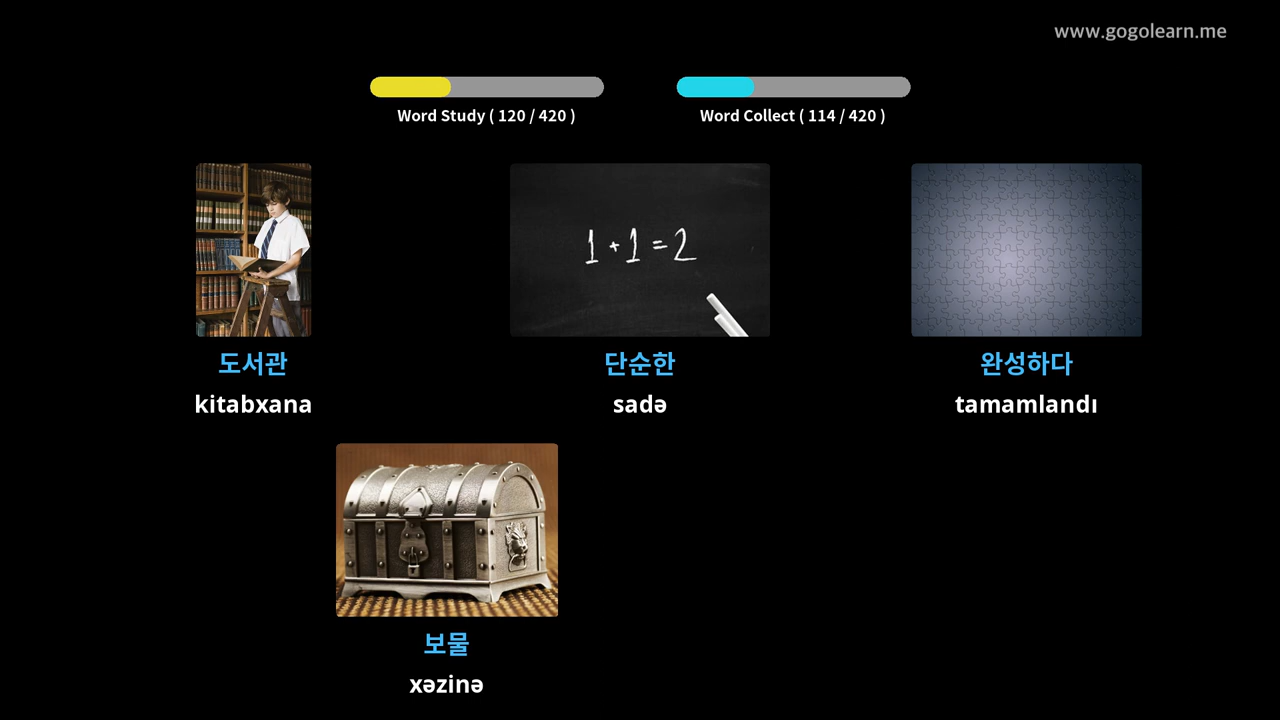 www.gogolearn.me
Word Study ( 120 / 420 )
Word Collect ( 114 / 420 )
1 + 1 = 2
도서관
단순한
완성하다
kitabxana
sadə
tamamlandı
보물
xəzinə